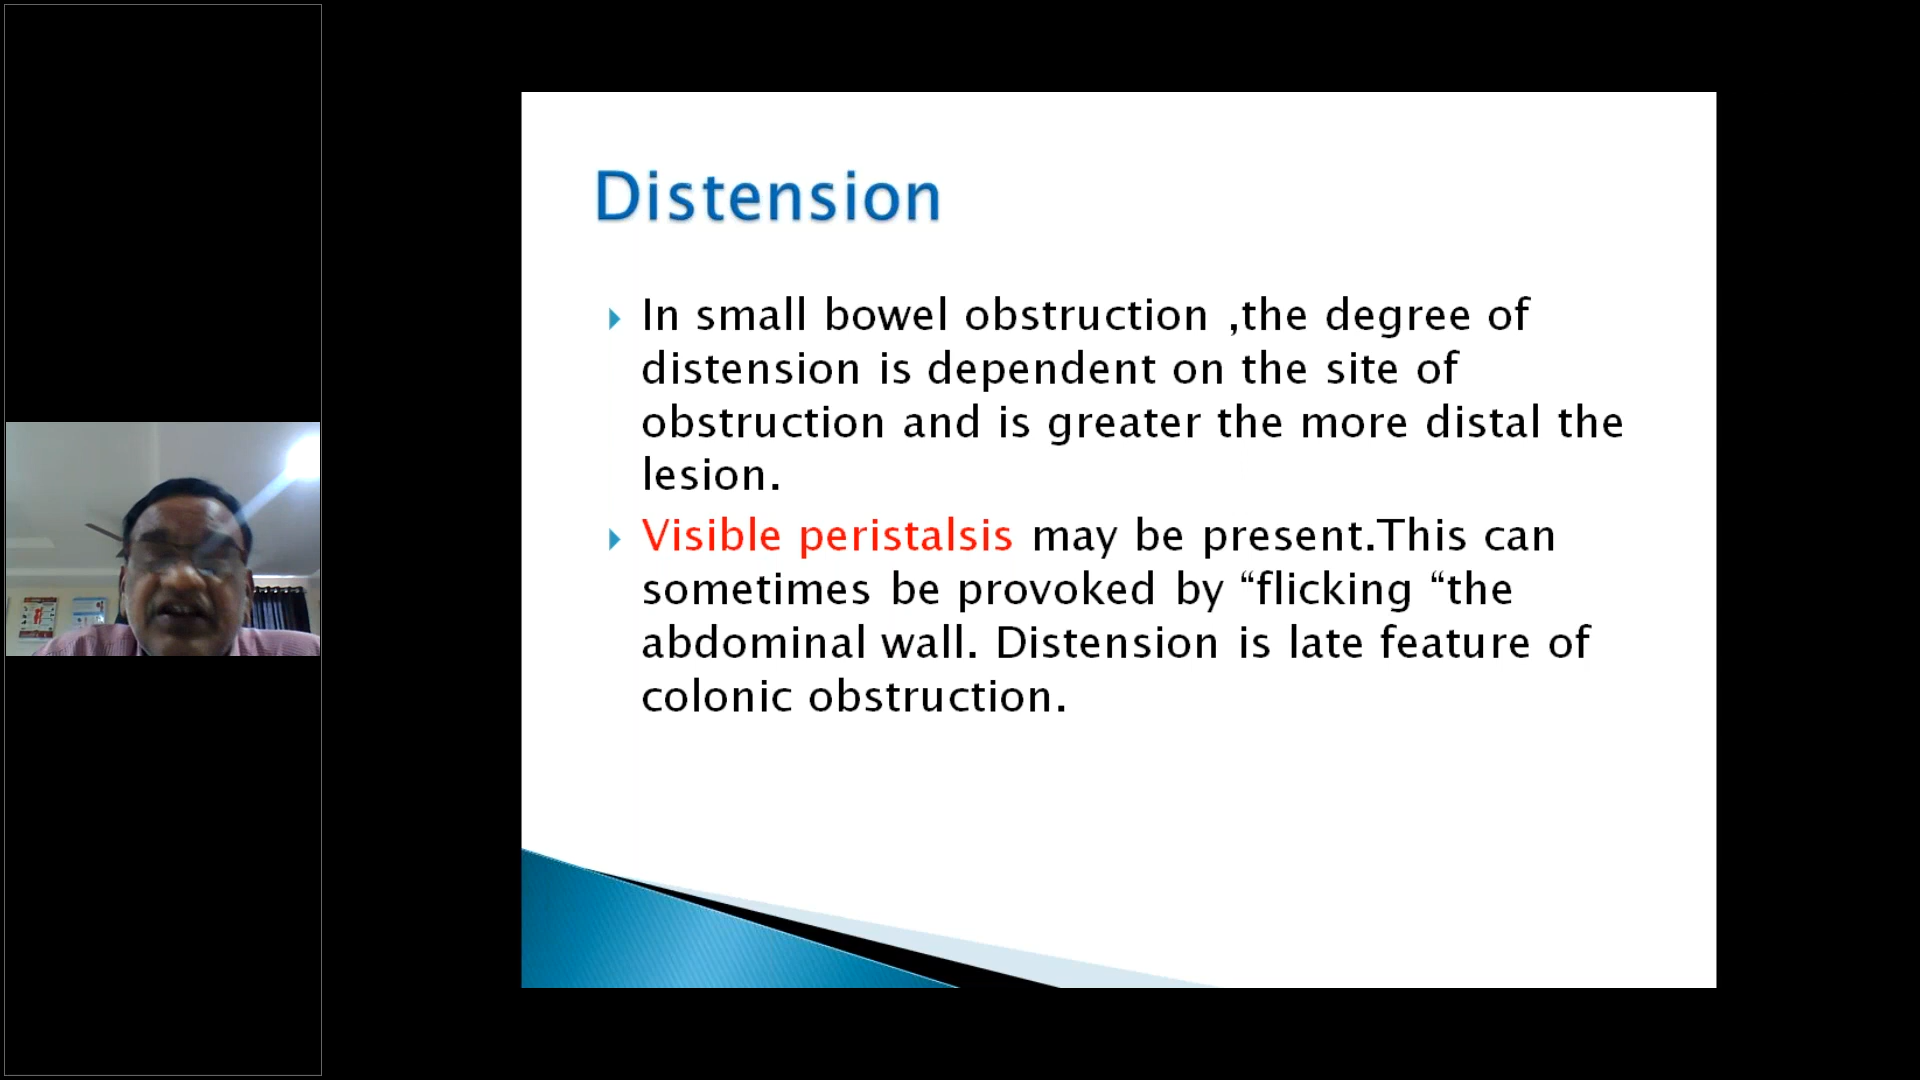 Distension
In small bowel obstruction ,the degree of
distension is dependent on the site of
obstruction and is greater the more distal the
lesion.
Visible peristalsis may be present.This can
sometimes be provoked by “flicking “the
abdominal wall. Distension is late feature of
colonic obstruction.